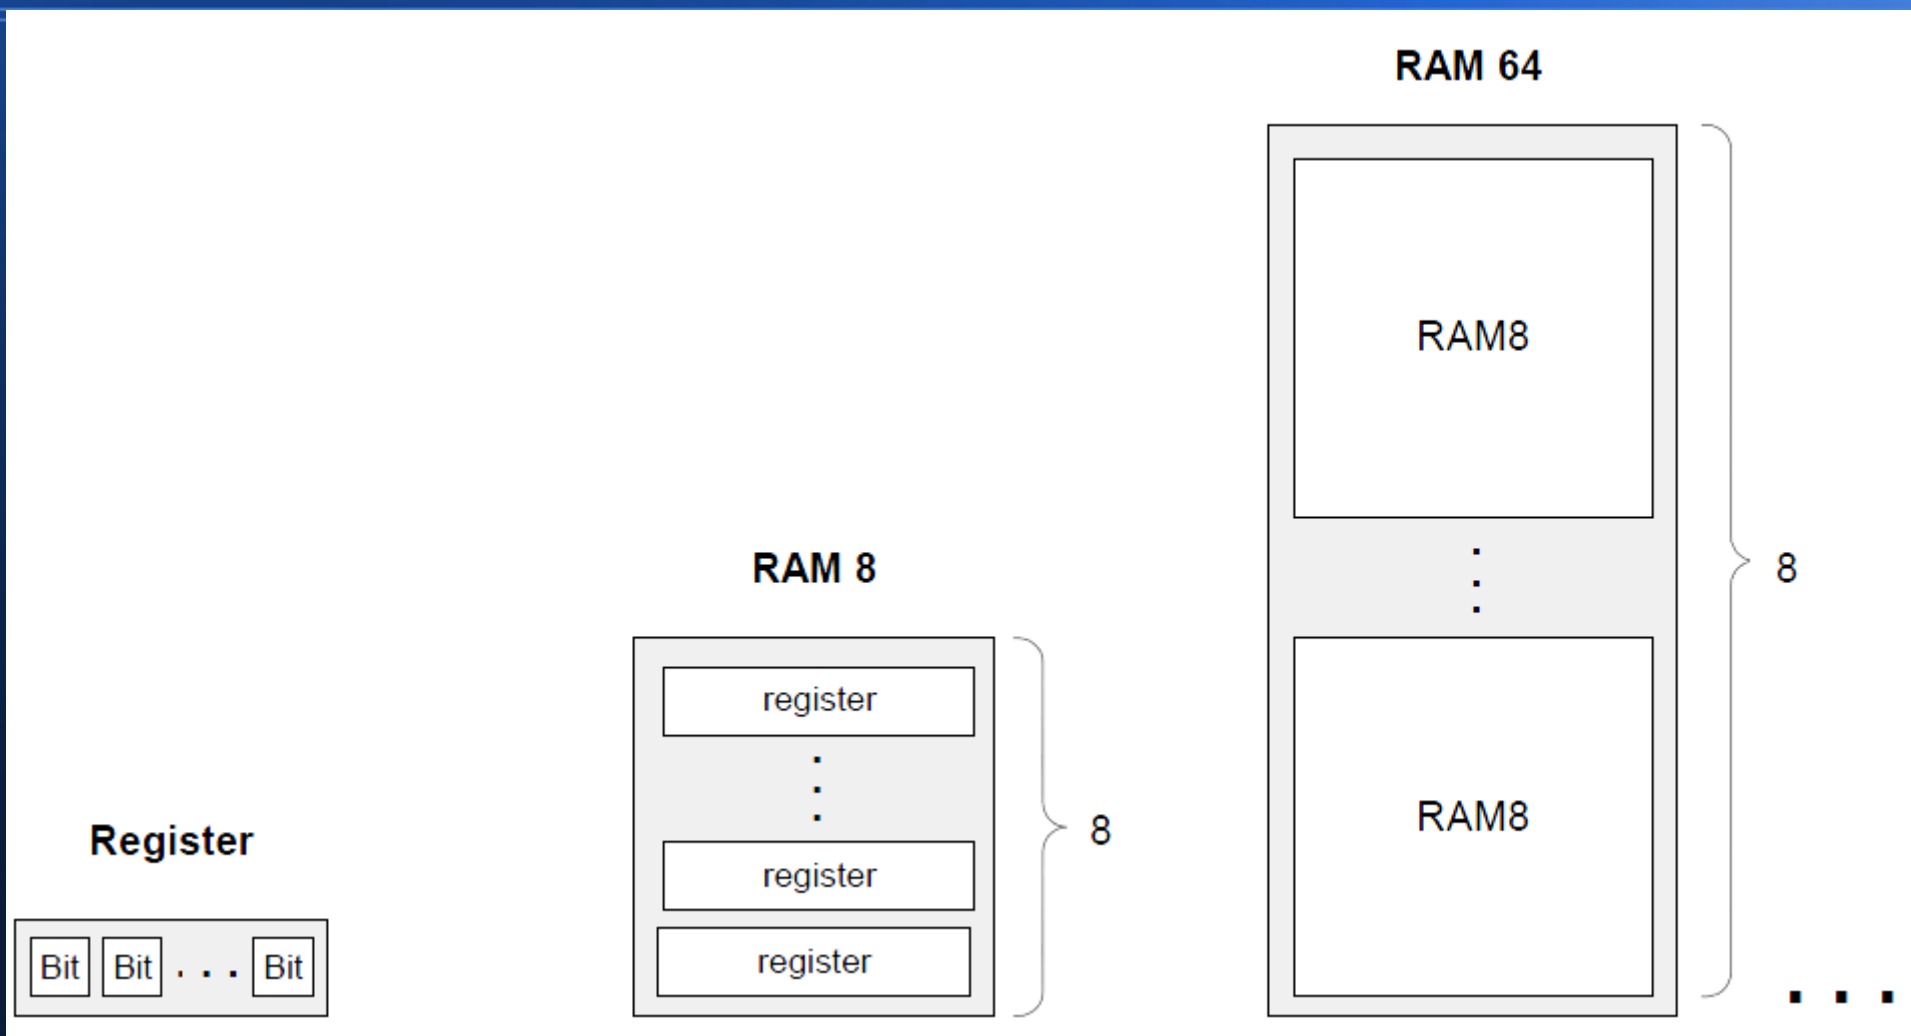 RAM 64
RAM8
RAM 8
8
register
RAM8
8
Register
register
Bit Bit . . . Bit
register
. . .